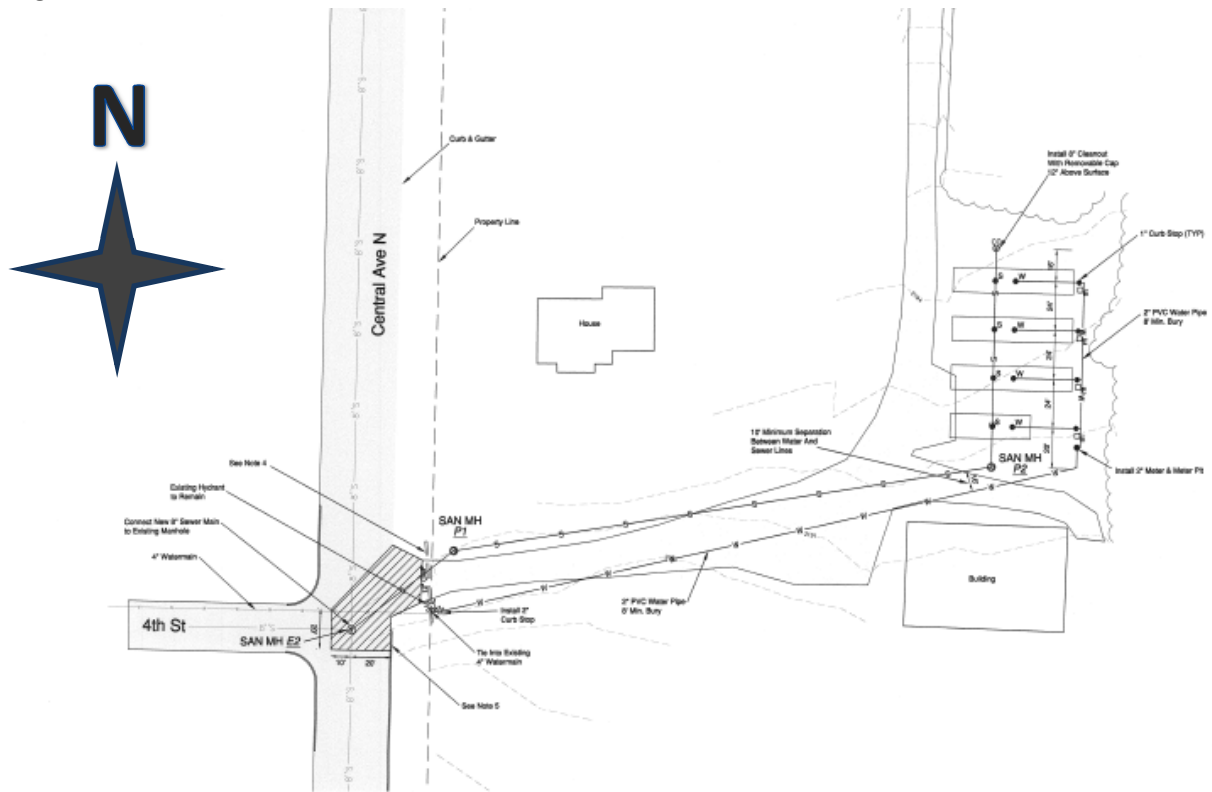 N
Curb & Gutter
Property Line
Central Ave N
House
Install 8" Cleanout
With Removable Cap
12" Above Surface
1" Curb Stop (TYP)
2" PVC Water Pipe
8' Min. Bury
S
W
S
W
24'
S
W
24'
S
W
10' Minimum Separation
Between Water And
Sewer Lines
SAN MH
P2
Install 2" Meter & Meter Pit
See Note 4
Existing Hydrant
to Remain
Connect New 8" Sewer Main
to Existing Manhole
4" Watermain
SAN MH
P1
4th St
SAN MH E2
20'
10'
20'
Install 2"
Curb Stop
2" PVC Water Pipe
8' Min. Bury
Building
Tie Into Existing
4" Watermain
See Note 5